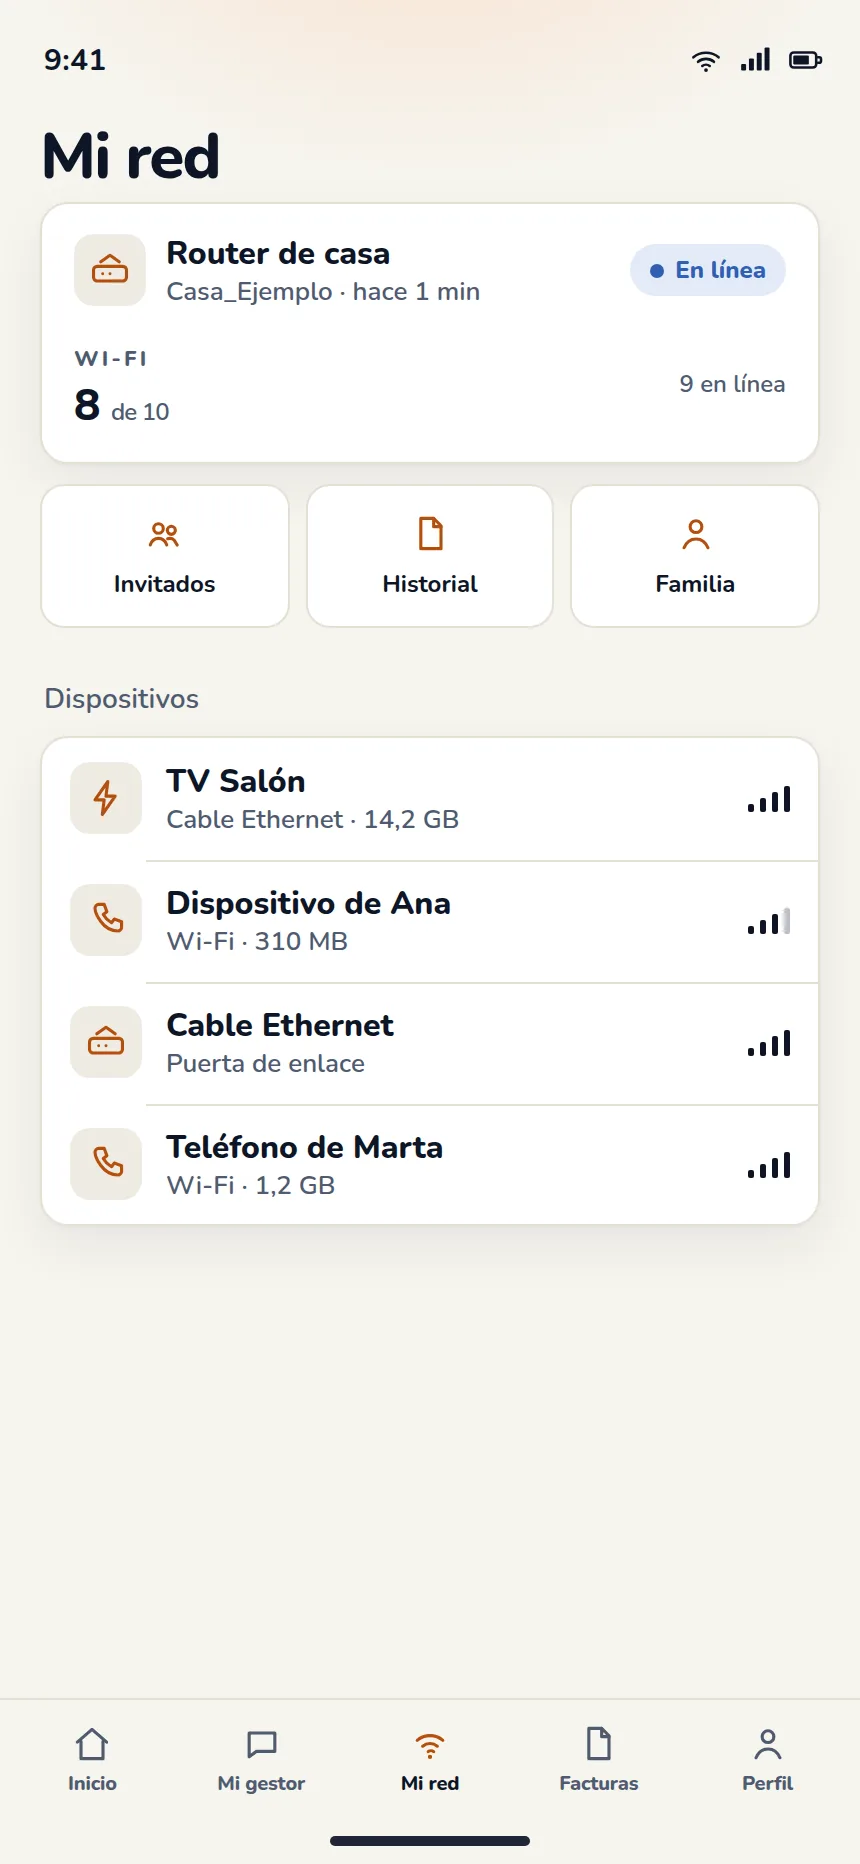 9:41
Mi red
Router de casa
Casa_Ejemplo · hace 1 min
En línea
WI-FI
8 de 10
9 en línea
Invitados
Historial
Familia
Dispositivos
TV Salón
Cable Ethernet · 14,2 GB
Dispositivo de Ana
Wi-Fi · 310 MB
Cable Ethernet
Puerta de enlace
Teléfono de Marta
Wi-Fi · 1,2 GB
Inicio
Mi gestor
Mi red
Facturas
Perfil